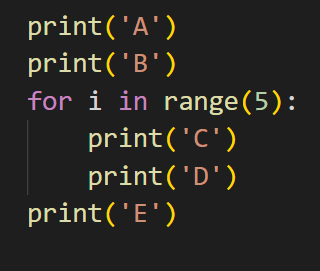 print('A')
print('B')
for i in range(5):
    print('C')
    print('D')
print('E')